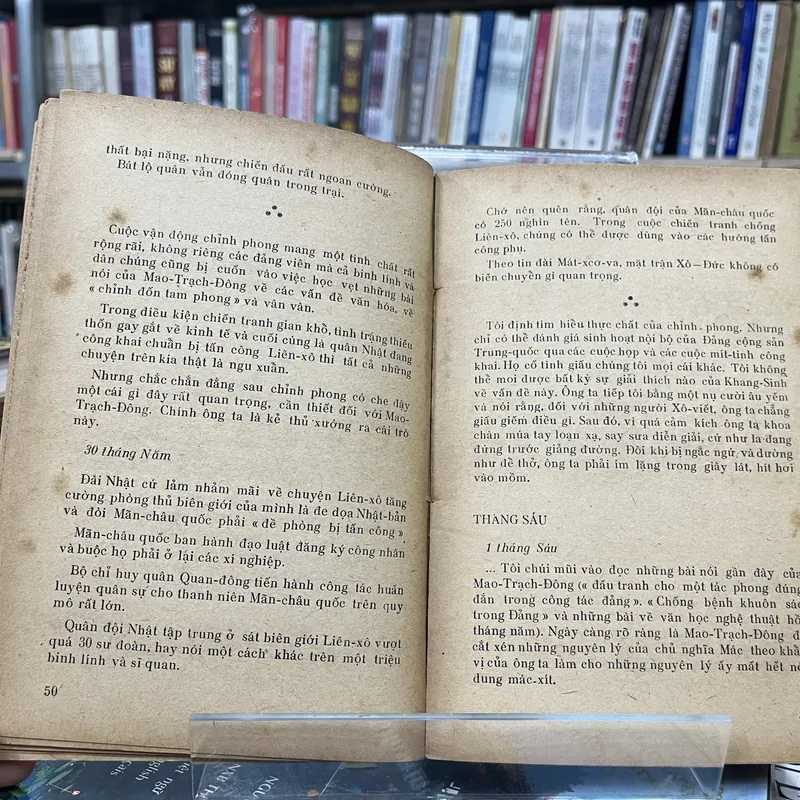 thất bại nặng, nhưng chiến đấu rất ngoan cường.
Bát lộ quân vẫn đóng quân trong trại.
Cuộc vận động chỉnh phong mang một tính chất rất
rộng rãi, không riêng các đảng viên mà cả binh lính và
dân chúng cũng bị cuốn vào việc học vẹt những bài
nói của Mao-Trạch-Đông về các vấn đề văn hóa, về
« chỉnh đốn tam phong » và vân vân.
Trong điều kiện chiến tranh gian khổ, tình trạng thiếu
thốn gay gắt về kinh tế và cuối cùng là quân Nhật đang
công khai chuẩn bị tấn công Liên-xô thì tất cả những
chuyện trên kia thật là ngu xuẩn.
Nhưng chắc chắn đằng sau chỉnh phong có che đậy
một cái gì đây rất quan trọng, cần thiết đối với Mao-
Trạch-Đông. Chính ông ta là kẻ thủ xướng ra cái trò
này.
30 tháng Năm
Đài Nhật cứ lảm nhảm mãi về chuyện Liên-xô tăng
cường phòng thủ biên giới của mình là đe dọa Nhật-bản
và đòi Mãn-châu quốc phải « đề phòng bị tấn công ».
Mãn-châu quốc ban hành đạo luật đăng ký công nhân
và buộc họ phải ở lại các xí nghiệp.
Bộ chỉ huy quân Quan-đông tiến hành công tác huấn
luyện quân sự cho thanh niên Mãn-châu quốc trên quy
mô rất lớn.
Quân đội Nhật tập trung ở sát biên giới Liên-xô vượt
quá 30 sư đoàn, hay nói một cách khác trên một triệu
binh lính và sĩ quan.
50
Chớ nên quên rằng, quân đội của Mãn-châu quốc
có 250 nghìn tên. Trong cuộc chiến tranh chống
Liên-xô, chúng có thể được dùng vào các hướng tấn
công phụ.
Theo tin đài Mát-xcơ-va, mặt trận Xô—Đức không có
biến chuyển gì quan trọng.
Tôi định tìm hiểu thực chất của chỉnh phong. Nhưng
chỉ có thể đánh giá sinh hoạt nội bộ của Đảng cộng sản
Trung-quốc qua các cuộc họp và các cuộc mít-tinh công
khai. Họ cố tình giấu chúng tôi mọi cái khác. Tôi không
thể moi được bất kỳ sự giải thích nào của Khang-Sinh
về vấn đề này. Ông ta tiếp tôi bằng một nụ cười âu yếm
và nói rằng, đối với những người Xô-viết, ông ta chẳng
giấu giếm điều gì. Sau đó, vì quá cảm kích ông ta khoa
chân múa tay loạn xạ, say sưa diễn giải, cứ như là đang
đứng trước giảng đường. Đôi khi bị ngắc ngứ, và dường
như để thở, ông ta phải im lặng trong giây lát, hít hơi
vào mồm.
THÁNG SÁU
1 tháng Sáu
... Tôi chúi mũi vào đọc những bài nói gần đây của
Mao-Trạch-Đông (« đấu tranh cho một tác phong đúng
đắn trong công tác đảng ». « Chống bệnh khuôn sáo
trong Đảng » và những bài về văn học nghệ thuật hồi
tháng năm). Ngày càng rõ ràng là Mao-Trạch-Đông đ
cắt xén những nguyên lý của chủ nghĩa Mác theo khẩ
vị của ông ta làm cho những nguyên lý ấy mất hết nộ
dung mác-xít.